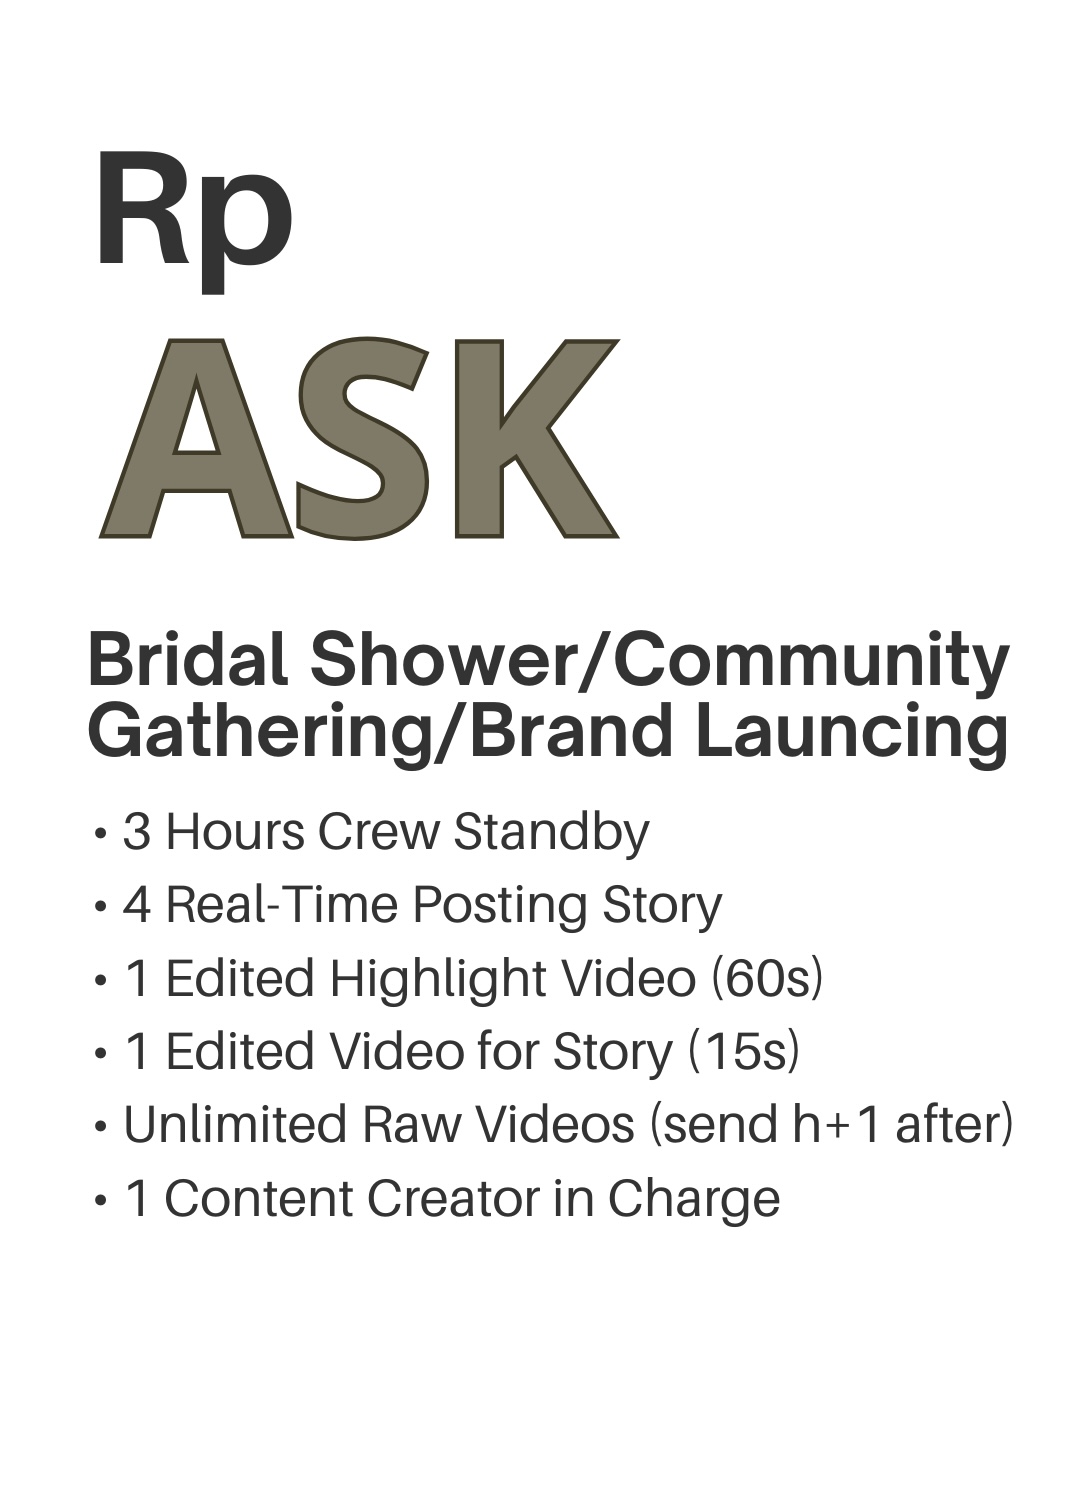 Rp
ASK
Bridal Shower/Community
Gathering/Brand Launcing
• 3 Hours Crew Standby
• 4 Real-Time Posting Story
• 1 Edited Highlight Video (60s)
• 1 Edited Video for Story (15s)
• Unlimited Raw Videos (send h+1 after)
• 1 Content Creator in Charge